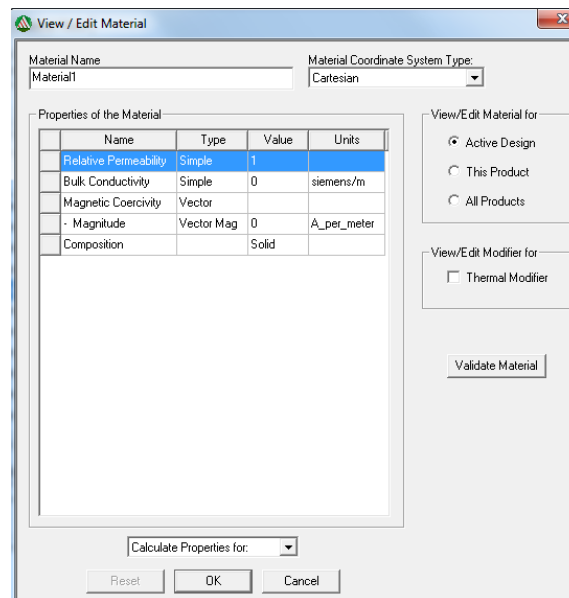 View / Edit Material
x
Material Name
Material Coordinate System Type:
Material1
Cartesian
Properties of the Material
View/Edit Material for
Name Type Value Units
Relative Permeability Simple 1
Bulk Conductivity Simple 0 siemens/m
Magnetic Coercivity Vector
- Magnitude Vector Mag 0 A_per_meter
Composition Solid
Active Design
This Product
All Products
View/Edit Modifier for
Thermal Modifier
Validate Material
Calculate Properties for:
Reset OK Cancel